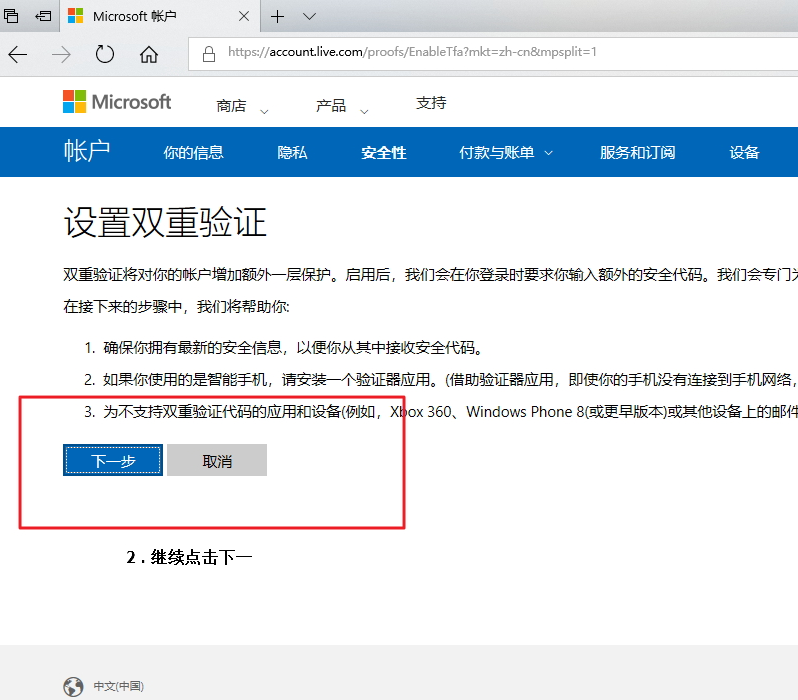 Microsoft 帐户
https://account.live.com/proofs/EnableTfa?mkt=zh-cn&mpsplit=1
Microsoft 商店 产品 支持
帐户 你的信息 隐私 安全性 付款与账单 服务和订阅 设备
设置双重验证
双重验证将对你的帐户增加额外一层保护。启用后，我们会在你登录时要求你输入额外的安全代码。我们会专门为
在接下来的步骤中，我们将帮助你:
1. 确保你拥有最新的安全信息，以便你从其中接收安全代码。
2. 如果你使用的是智能手机，请安装一个验证器应用。(借助验证器应用，即使你的手机没有连接到手机网络，
3. 为不支持双重验证代码的应用和设备(例如，Xbox 360、Windows Phone 8(或更早版本)或其他设备上的邮件
下一步 取消
2 . 继续点击下一
中文(中国)